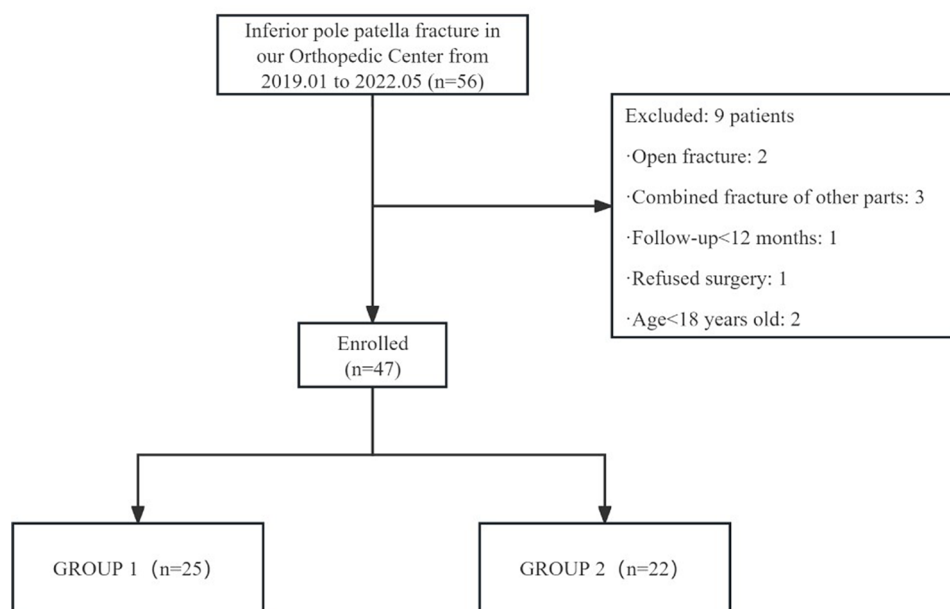 Inferior pole patella fracture in
our Orthopedic Center from
2019.01 to 2022.05 (n=56)
Excluded: 9 patients
·Open fracture: 2
·Combined fracture of other parts: 3
·Follow-up<12 months: 1
·Refused surgery: 1
·Age<18 years old: 2
Enrolled
(n=47)
GROUP 1（n=25）
GROUP 2（n=22）